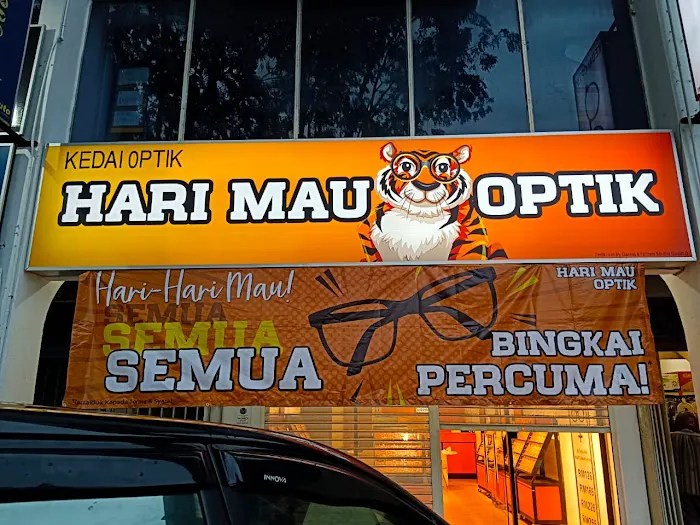 KEDAI OPTIK
HARI MAU OPTIK
Hari-Hari Mau!
SEMUA
SEMUA
SEMUA
HARI MAU
OPTIK
BINGKAI
PERCUMA!
INNOVA